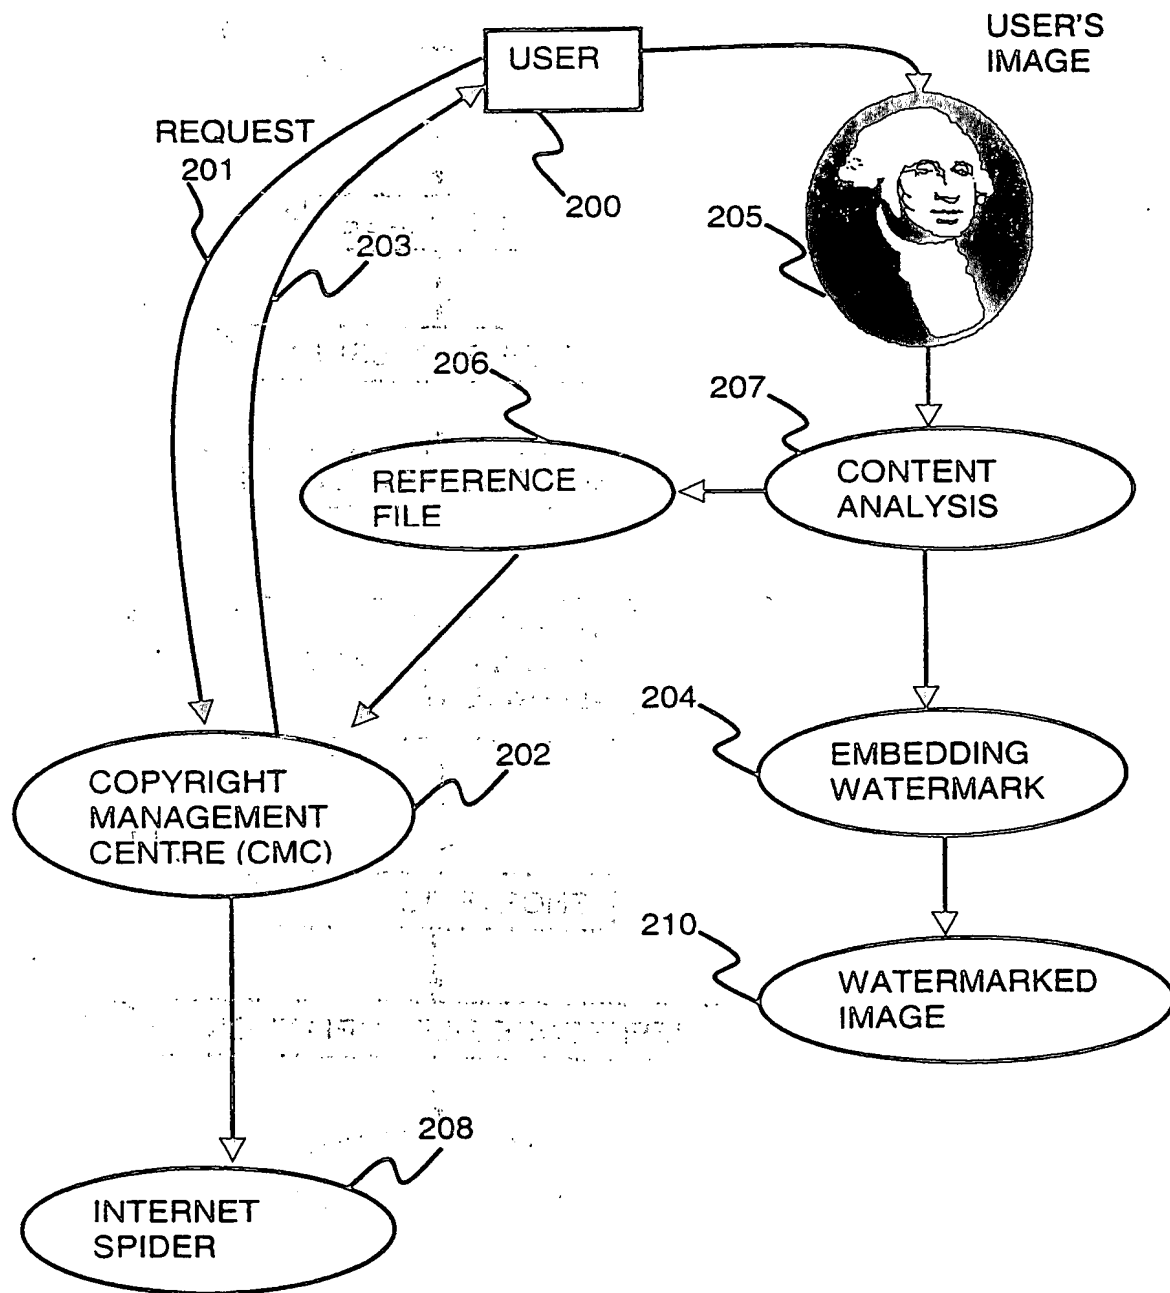 USER
USER'S
IMAGE
REQUEST
201
200
203
205
206
207
REFERENCE
FILE
CONTENT
ANALYSIS
204
202
COPYRIGHT
MANAGEMENT
CENTRE (CMC)
EMBEDDING
WATERMARK
210
WATERMARKED
IMAGE
208
INTERNET
SPIDER